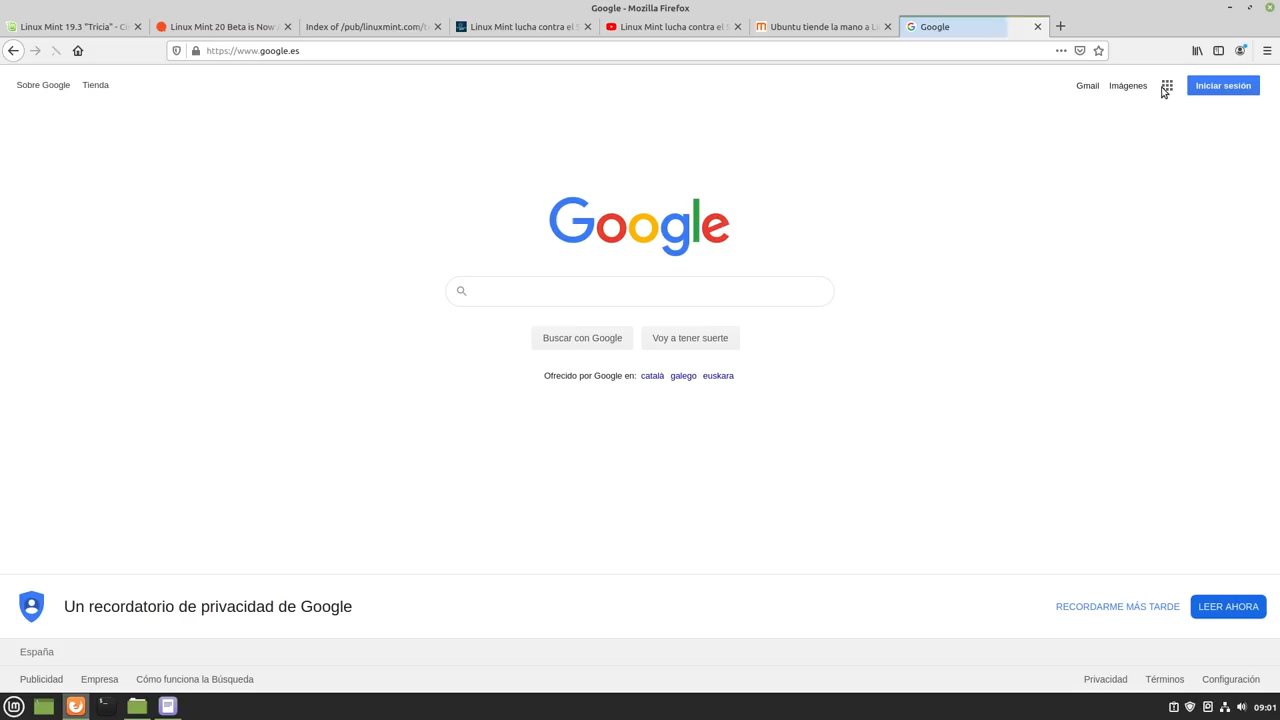 Google - Mozilla Firefox
Linux Mint 19.3 "Tricia" - Ci
Linux Mint 20 Beta is Now
Index of /pub/linuxmint.com/t
Linux Mint lucha contra el S
Linux Mint lucha contra el S
Ubuntu tiende la mano a Li
Google
https://www.google.es
Sobre Google Tienda
Gmail Imágenes Iniciar sesión
Google
Buscar con Google Voy a tener suerte
Ofrecido por Google en: català galego euskara
Un recordatorio de privacidad de Google
RECORDARME MÁS TARDE LEER AHORA
España
Publicidad Empresa Cómo funciona la Búsqueda
Privacidad Términos Configuración
09:01